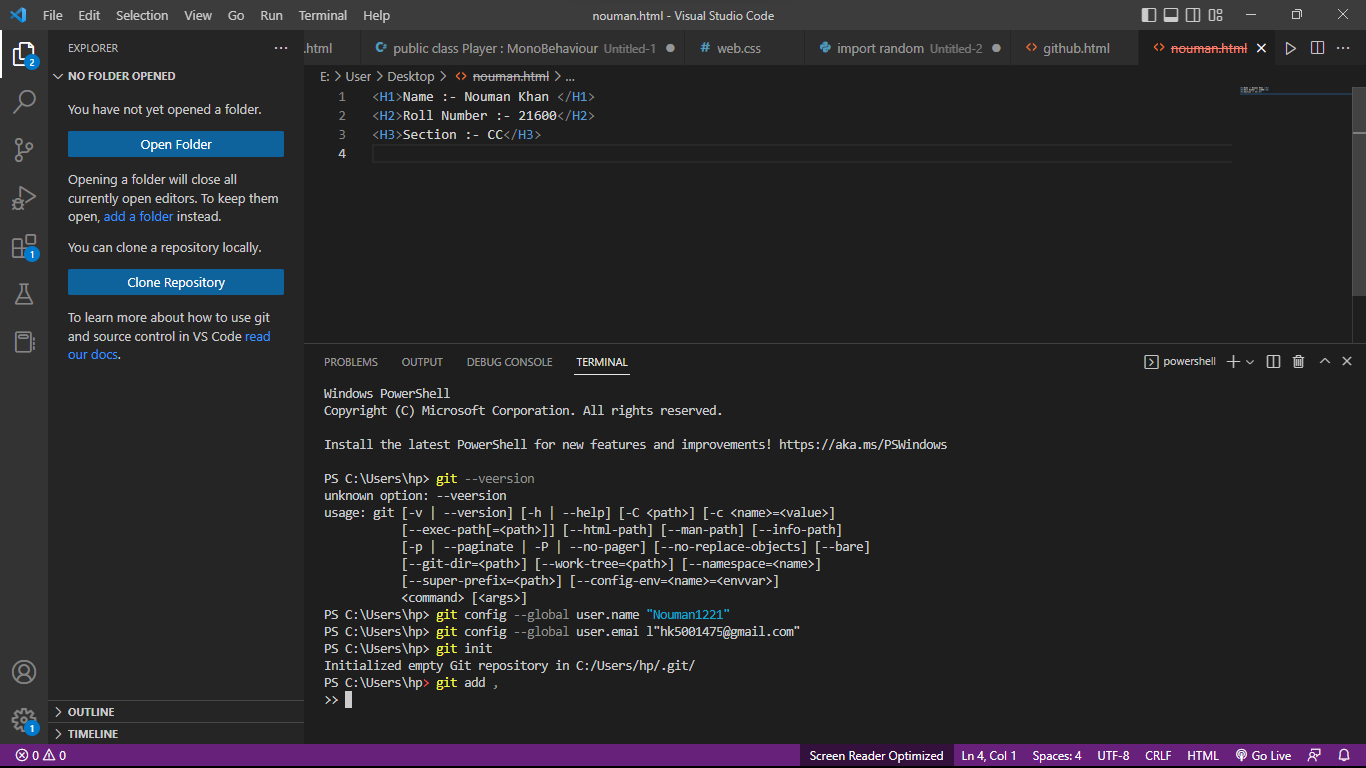 File Edit Selection View Go Run Terminal Help
nouman.html - Visual Studio Code
EXPLORER
NO FOLDER OPENED
You have not yet opened a folder.
Open Folder
Opening a folder will close all
currently open editors. To keep them
open, add a folder instead.
You can clone a repository locally.
Clone Repository
To learn more about how to use git
and source control in VS Code read
our docs.
OUTLINE
TIMELINE
2
1
1
.html
public class Player : MonoBehaviour Untitled-1
# web.css
import random Untitled-2
<> github.html
<> nouman.html
E: > User > Desktop > <> nouman.html > ...
1 <H1>Name :- Nouman Khan </H1>
2 <H2>Roll Number :- 21600</H2>
3 <H3>Section :- CC</H3>
4
PROBLEMS OUTPUT DEBUG CONSOLE TERMINAL
powershell
Windows PowerShell
Copyright (C) Microsoft Corporation. All rights reserved.
Install the latest PowerShell for new features and improvements! https://aka.ms/PSWindows
PS C:\Users\hp> git --veersion
unknown option: --veersion
usage: git [-v | --version] [-h | --help] [-C <path>] [-c <name>=<value>]
[--exec-path[=<path>]] [--html-path] [--man-path] [--info-path]
[-p | --paginate | -P | --no-pager] [--no-replace-objects] [--bare]
[--git-dir=<path>] [--work-tree=<path>] [--namespace=<name>]
[--super-prefix=<path>] [--config-env=<name>=<envvar>]
<command> [<args>]
PS C:\Users\hp> git config --global user.name "Nouman1221"
PS C:\Users\hp> git config --global user.emai l"hk5001475@gmail.com"
PS C:\Users\hp> git init
Initialized empty Git repository in C:/Users/hp/.git/
PS C:\Users\hp> git add ,
>>
0 0
Screen Reader Optimized Ln 4, Col 1 Spaces: 4 UTF-8 CRLF HTML Go Live